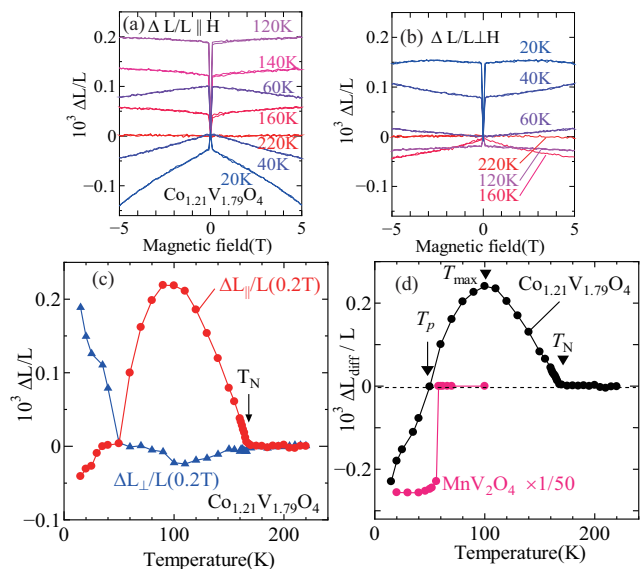 (a)
Δ L/L ∥ H
120K
140K
60K
160K
220K
40K
20K
Co1.21V1.79O4
10³ ΔL/L
0.2
0.1
0
−0.1
−5
0
5
Magnetic field(T)
(b)
Δ L/L⊥H
20K
40K
60K
220K
120K
160K
10³ ΔL/L
0.2
0.1
0
−0.1
−5
0
5
Magnetic field(T)
(c)
ΔL∥/L(0.2T)
TN
ΔL⊥/L(0.2T)
Co1.21V1.79O4
10³ ΔL/L
0.2
0.1
0
−0.1
0
100
200
Temperature(K)
(d)
Tmax
Co1.21V1.79O4
Tp
TN
MnV2O4 ×1/50
10³ ΔLdiff / L
0.2
0
−0.2
0
100
200
Temperature(K)